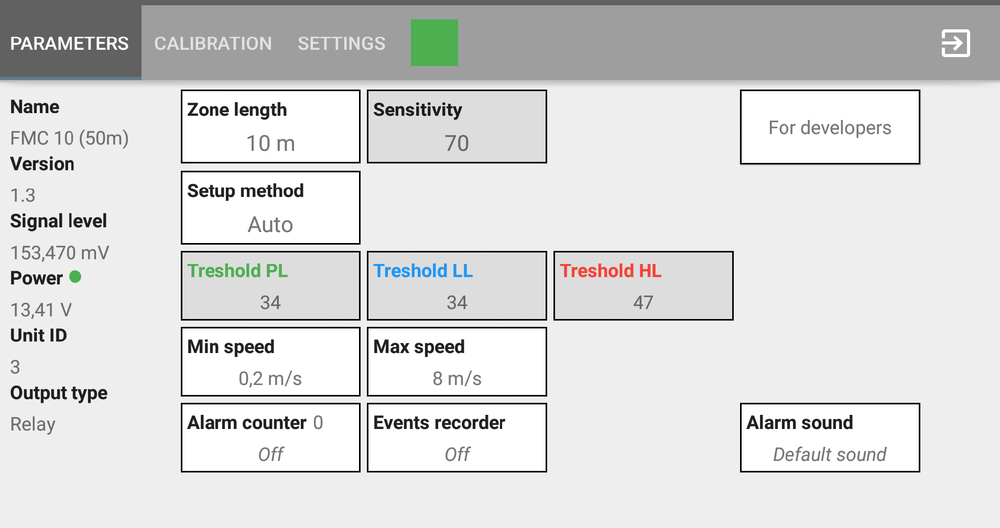 PARAMETERS CALIBRATION SETTINGS
Name
FMC 10 (50m)
Version
1.3
Signal level
153,470 mV
Power
13,41 V
Unit ID
3
Output type
Relay
Zone length
10 m
Sensitivity
70
For developers
Setup method
Auto
Treshold PL
34
Treshold LL
34
Treshold HL
47
Min speed
0,2 m/s
Max speed
8 m/s
Alarm counter 0
Off
Events recorder
Off
Alarm sound
Default sound